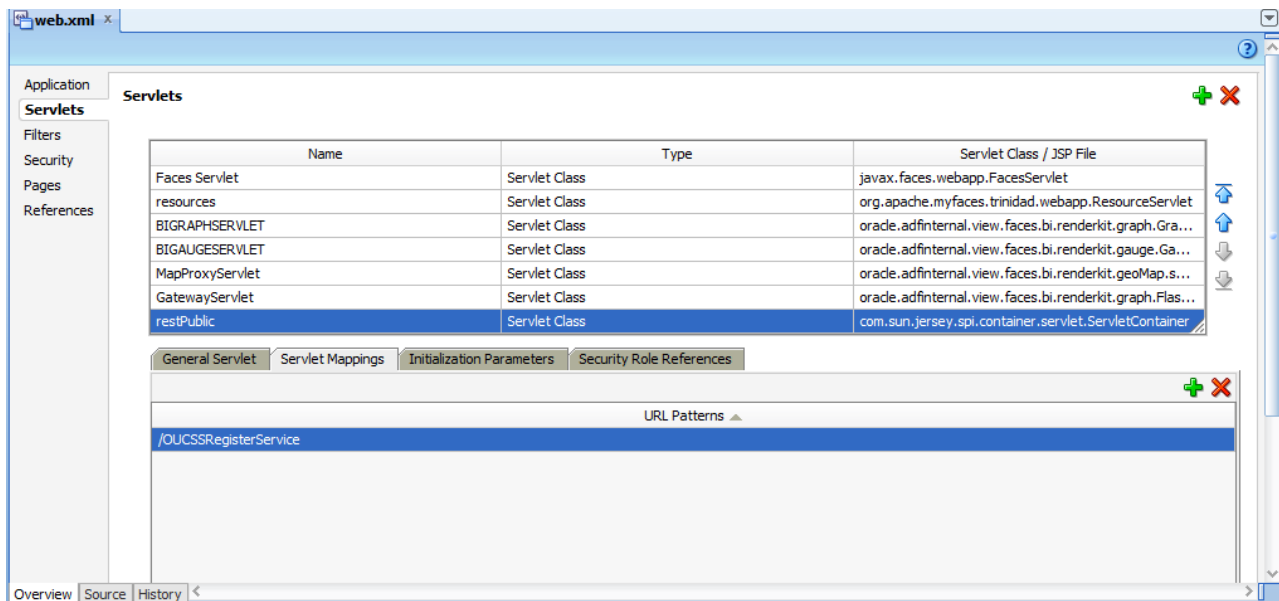 web.xml
Application
Servlets
Filters
Security
Pages
References
Servlets
Name Type Servlet Class / JSP File
Faces Servlet Servlet Class javax.faces.webapp.FacesServlet
resources Servlet Class org.apache.myfaces.trinidad.webapp.ResourceServlet
BIGRAPHSERVLET Servlet Class oracle.adfinternal.view.faces.bi.renderkit.graph.Gra...
BIGAUGESERVLET Servlet Class oracle.adfinternal.view.faces.bi.renderkit.gauge.Ga...
MapProxyServlet Servlet Class oracle.adfinternal.view.faces.bi.renderkit.geoMap.s...
GatewayServlet Servlet Class oracle.adfinternal.view.faces.bi.renderkit.graph.Flas...
restPublic Servlet Class com.sun.jersey.spi.container.servlet.ServletContainer
General Servlet Servlet Mappings Initialization Parameters Security Role References
URL Patterns
/OUCSSRegisterService
Overview Source History